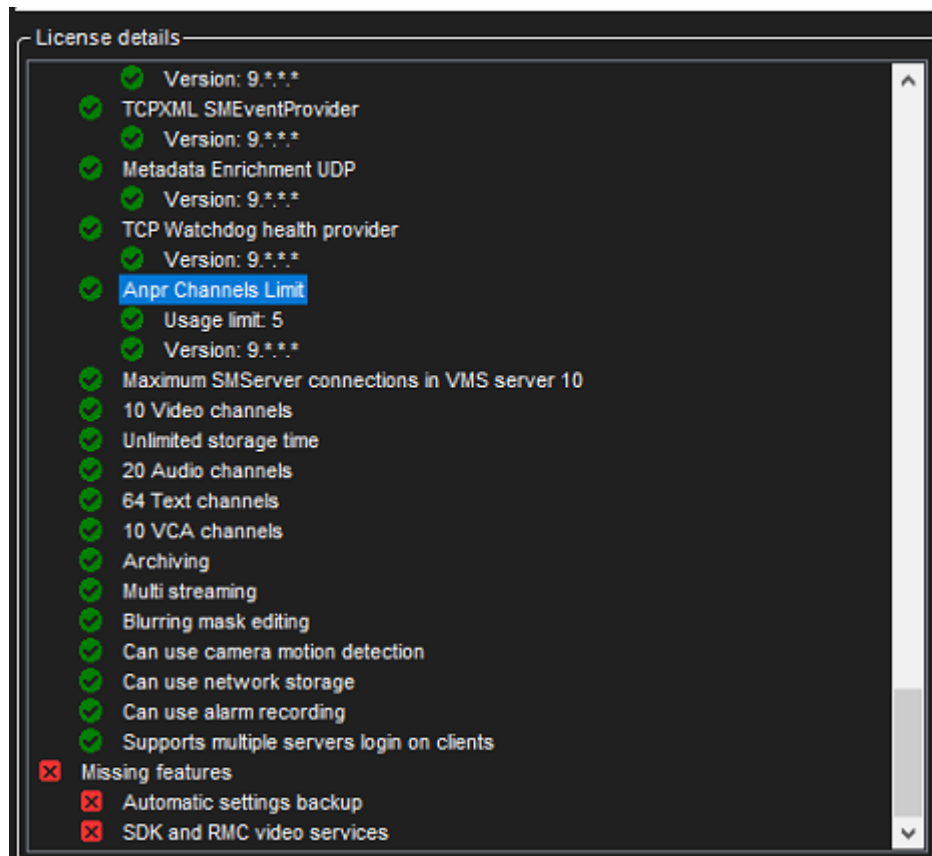 License details
Version: 9.*.*.*
TCPXML SMEventProvider
Version: 9.*.*.*
Metadata Enrichment UDP
Version: 9.*.*.*
TCP Watchdog health provider
Version: 9.*.*.*
Anpr Channels Limit
Usage limit: 5
Version: 9.*.*.*
Maximum SMServer connections in VMS server 10
10 Video channels
Unlimited storage time
20 Audio channels
64 Text channels
10 VCA channels
Archiving
Multi streaming
Blurring mask editing
Can use camera motion detection
Can use network storage
Can use alarm recording
Supports multiple servers login on clients
Missing features
Automatic settings backup
SDK and RMC video services